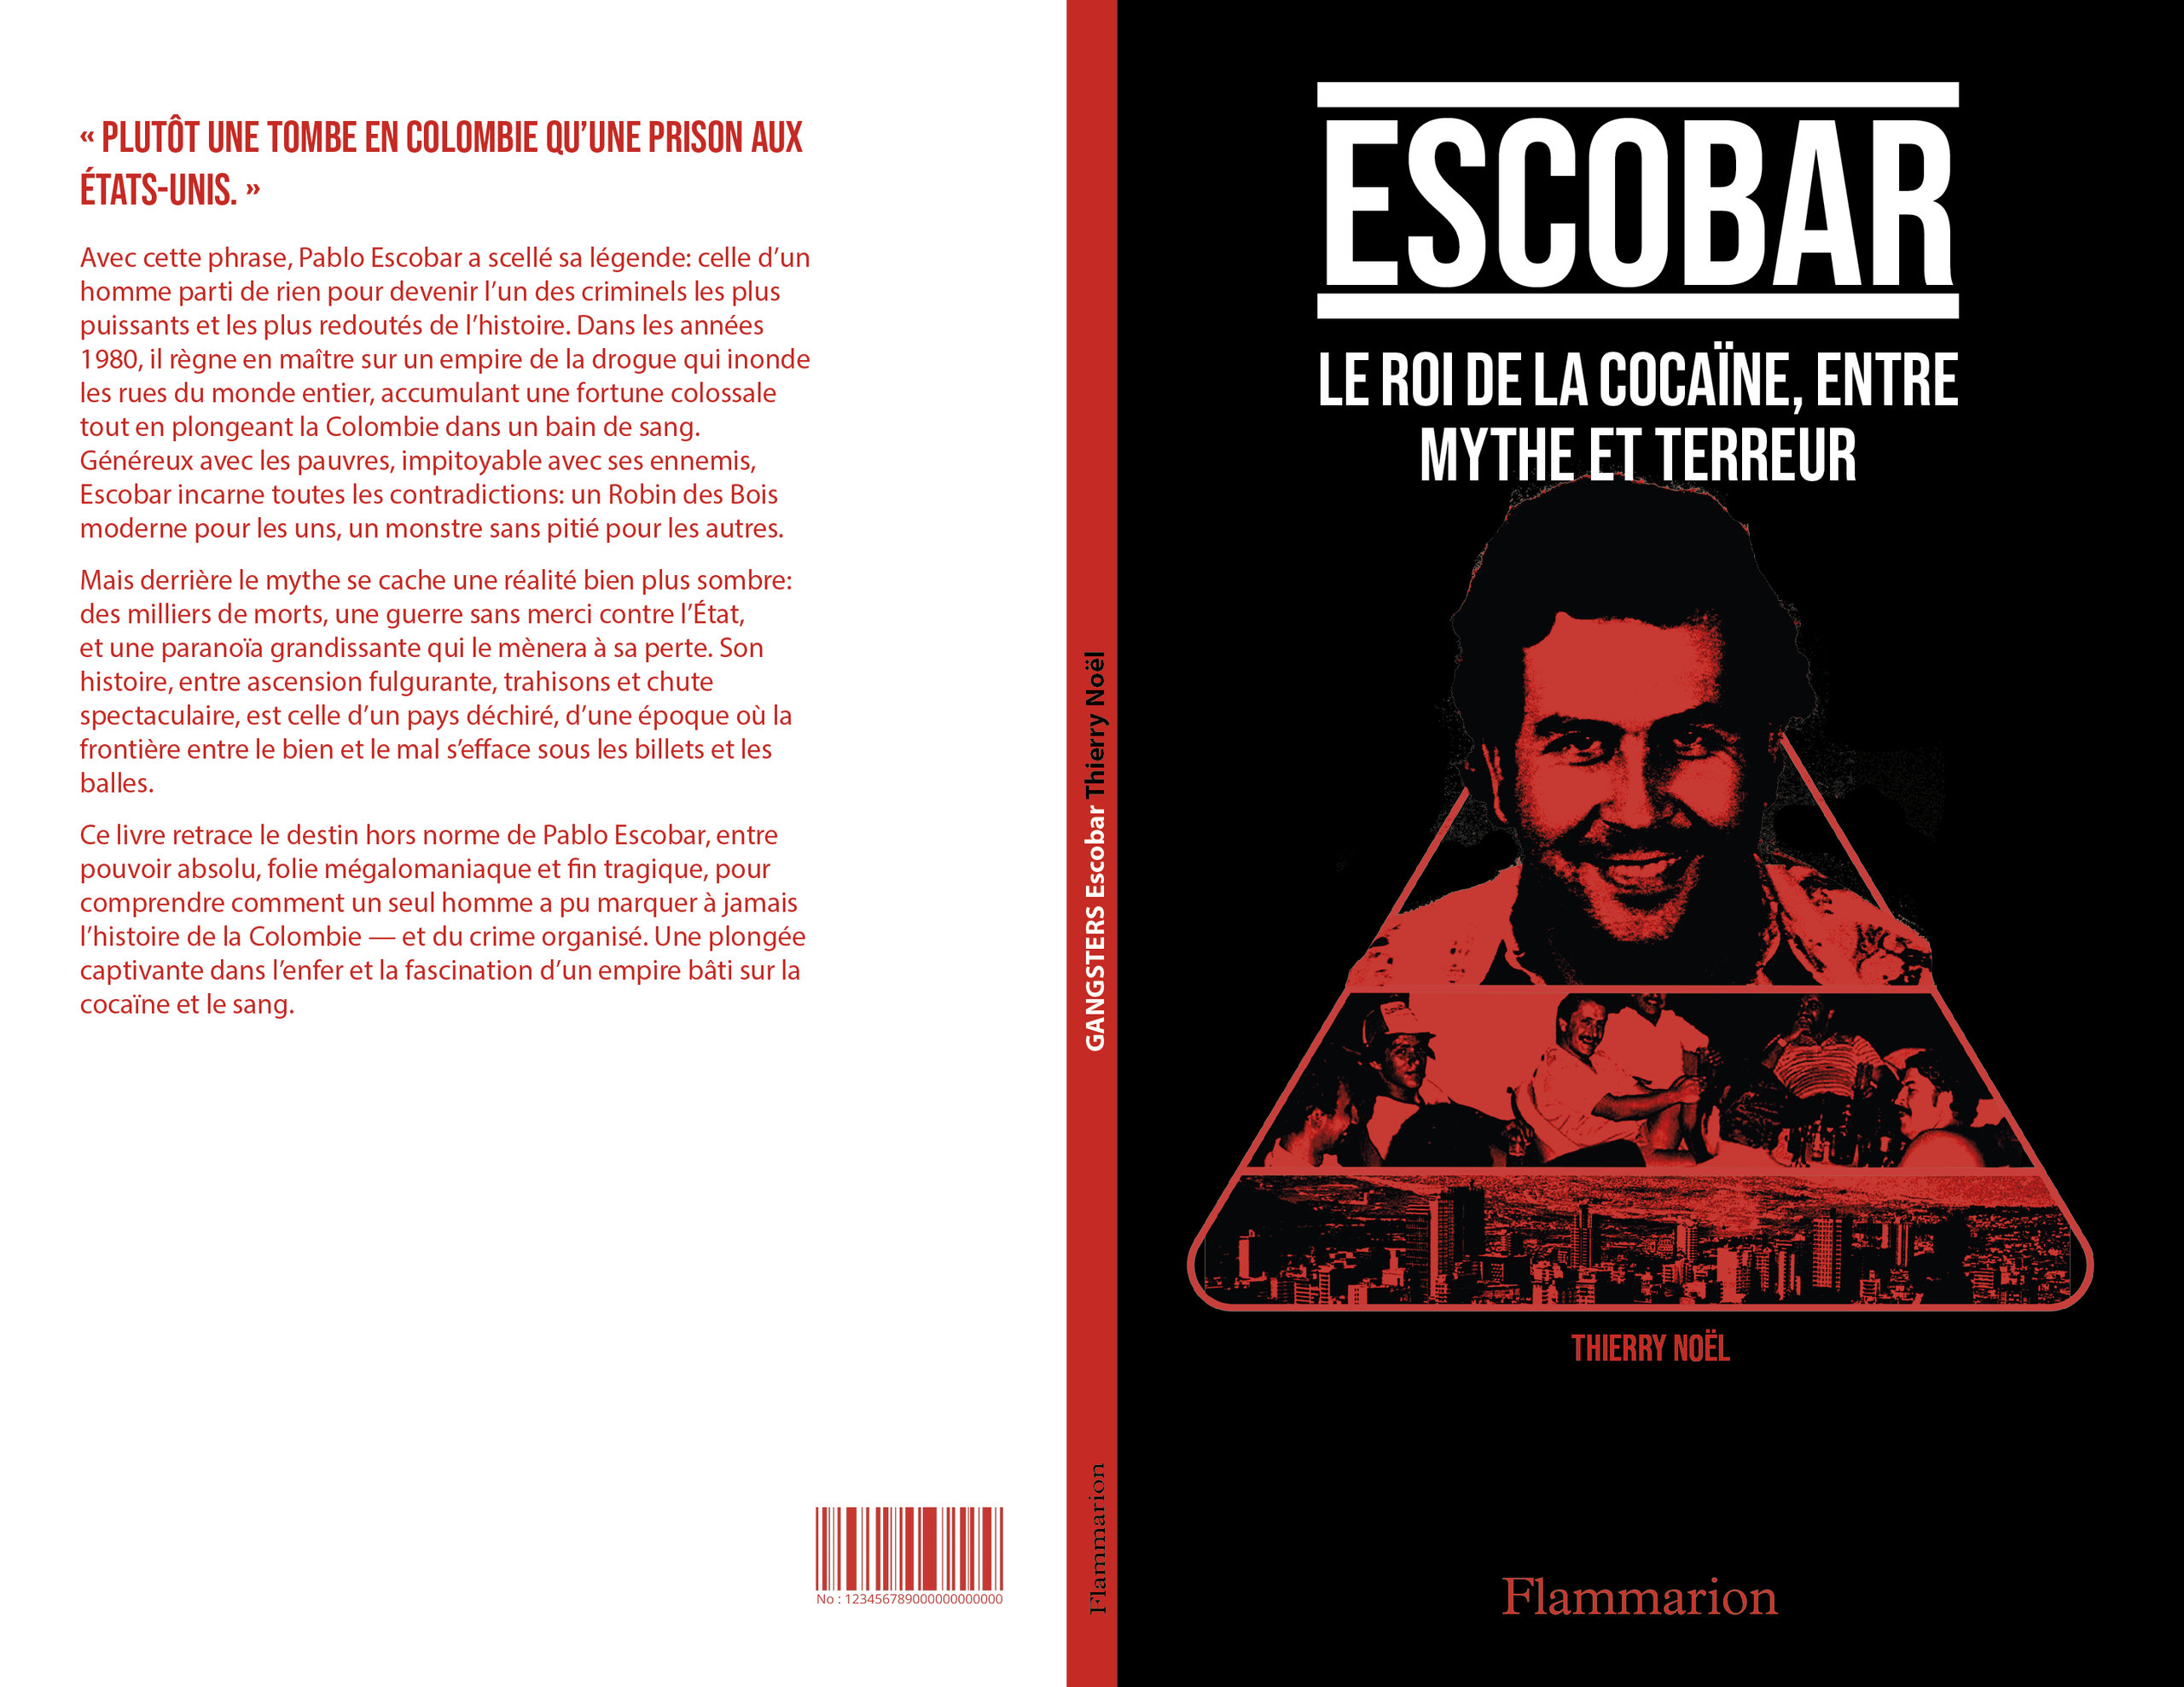 « PLUTÔT UNE TOMBE EN COLOMBIE QU’UNE PRISON AUX
ÉTATS-UNIS. »
Avec cette phrase, Pablo Escobar a scellé sa légende: celle d’un
homme parti de rien pour devenir l’un des criminels les plus
puissants et les plus redoutés de l’histoire. Dans les années
1980, il règne en maître sur un empire de la drogue qui inonde
les rues du monde entier, accumulant une fortune colossale
tout en plongeant la Colombie dans un bain de sang.
Généreux avec les pauvres, impitoyable avec ses ennemis,
Escobar incarne toutes les contradictions: un Robin des Bois
moderne pour les uns, un monstre sans pitié pour les autres.
Mais derrière le mythe se cache une réalité bien plus sombre:
des milliers de morts, une guerre sans merci contre l’État,
et une paranoïa grandissante qui le mènera à sa perte. Son
histoire, entre ascension fulgurante, trahisons et chute
spectaculaire, est celle d’un pays déchiré, d’une époque où la
frontière entre le bien et le mal s’efface sous les billets et les
balles.
Ce livre retrace le destin hors norme de Pablo Escobar, entre
pouvoir absolu, folie mégalomaniaque et fin tragique, pour
comprendre comment un seul homme a pu marquer à jamais
l’histoire de la Colombie — et du crime organisé. Une plongée
captivante dans l’enfer et la fascination d’un empire bâti sur la
cocaïne et le sang.
No : 123456789000000000000
GANGSTERS Escobar Thierry Noël
Flammarion
ESCOBAR
LE ROI DE LA COCAÏNE, ENTRE
MYTHE ET TERREUR
THIERRY NOËL
Flammarion